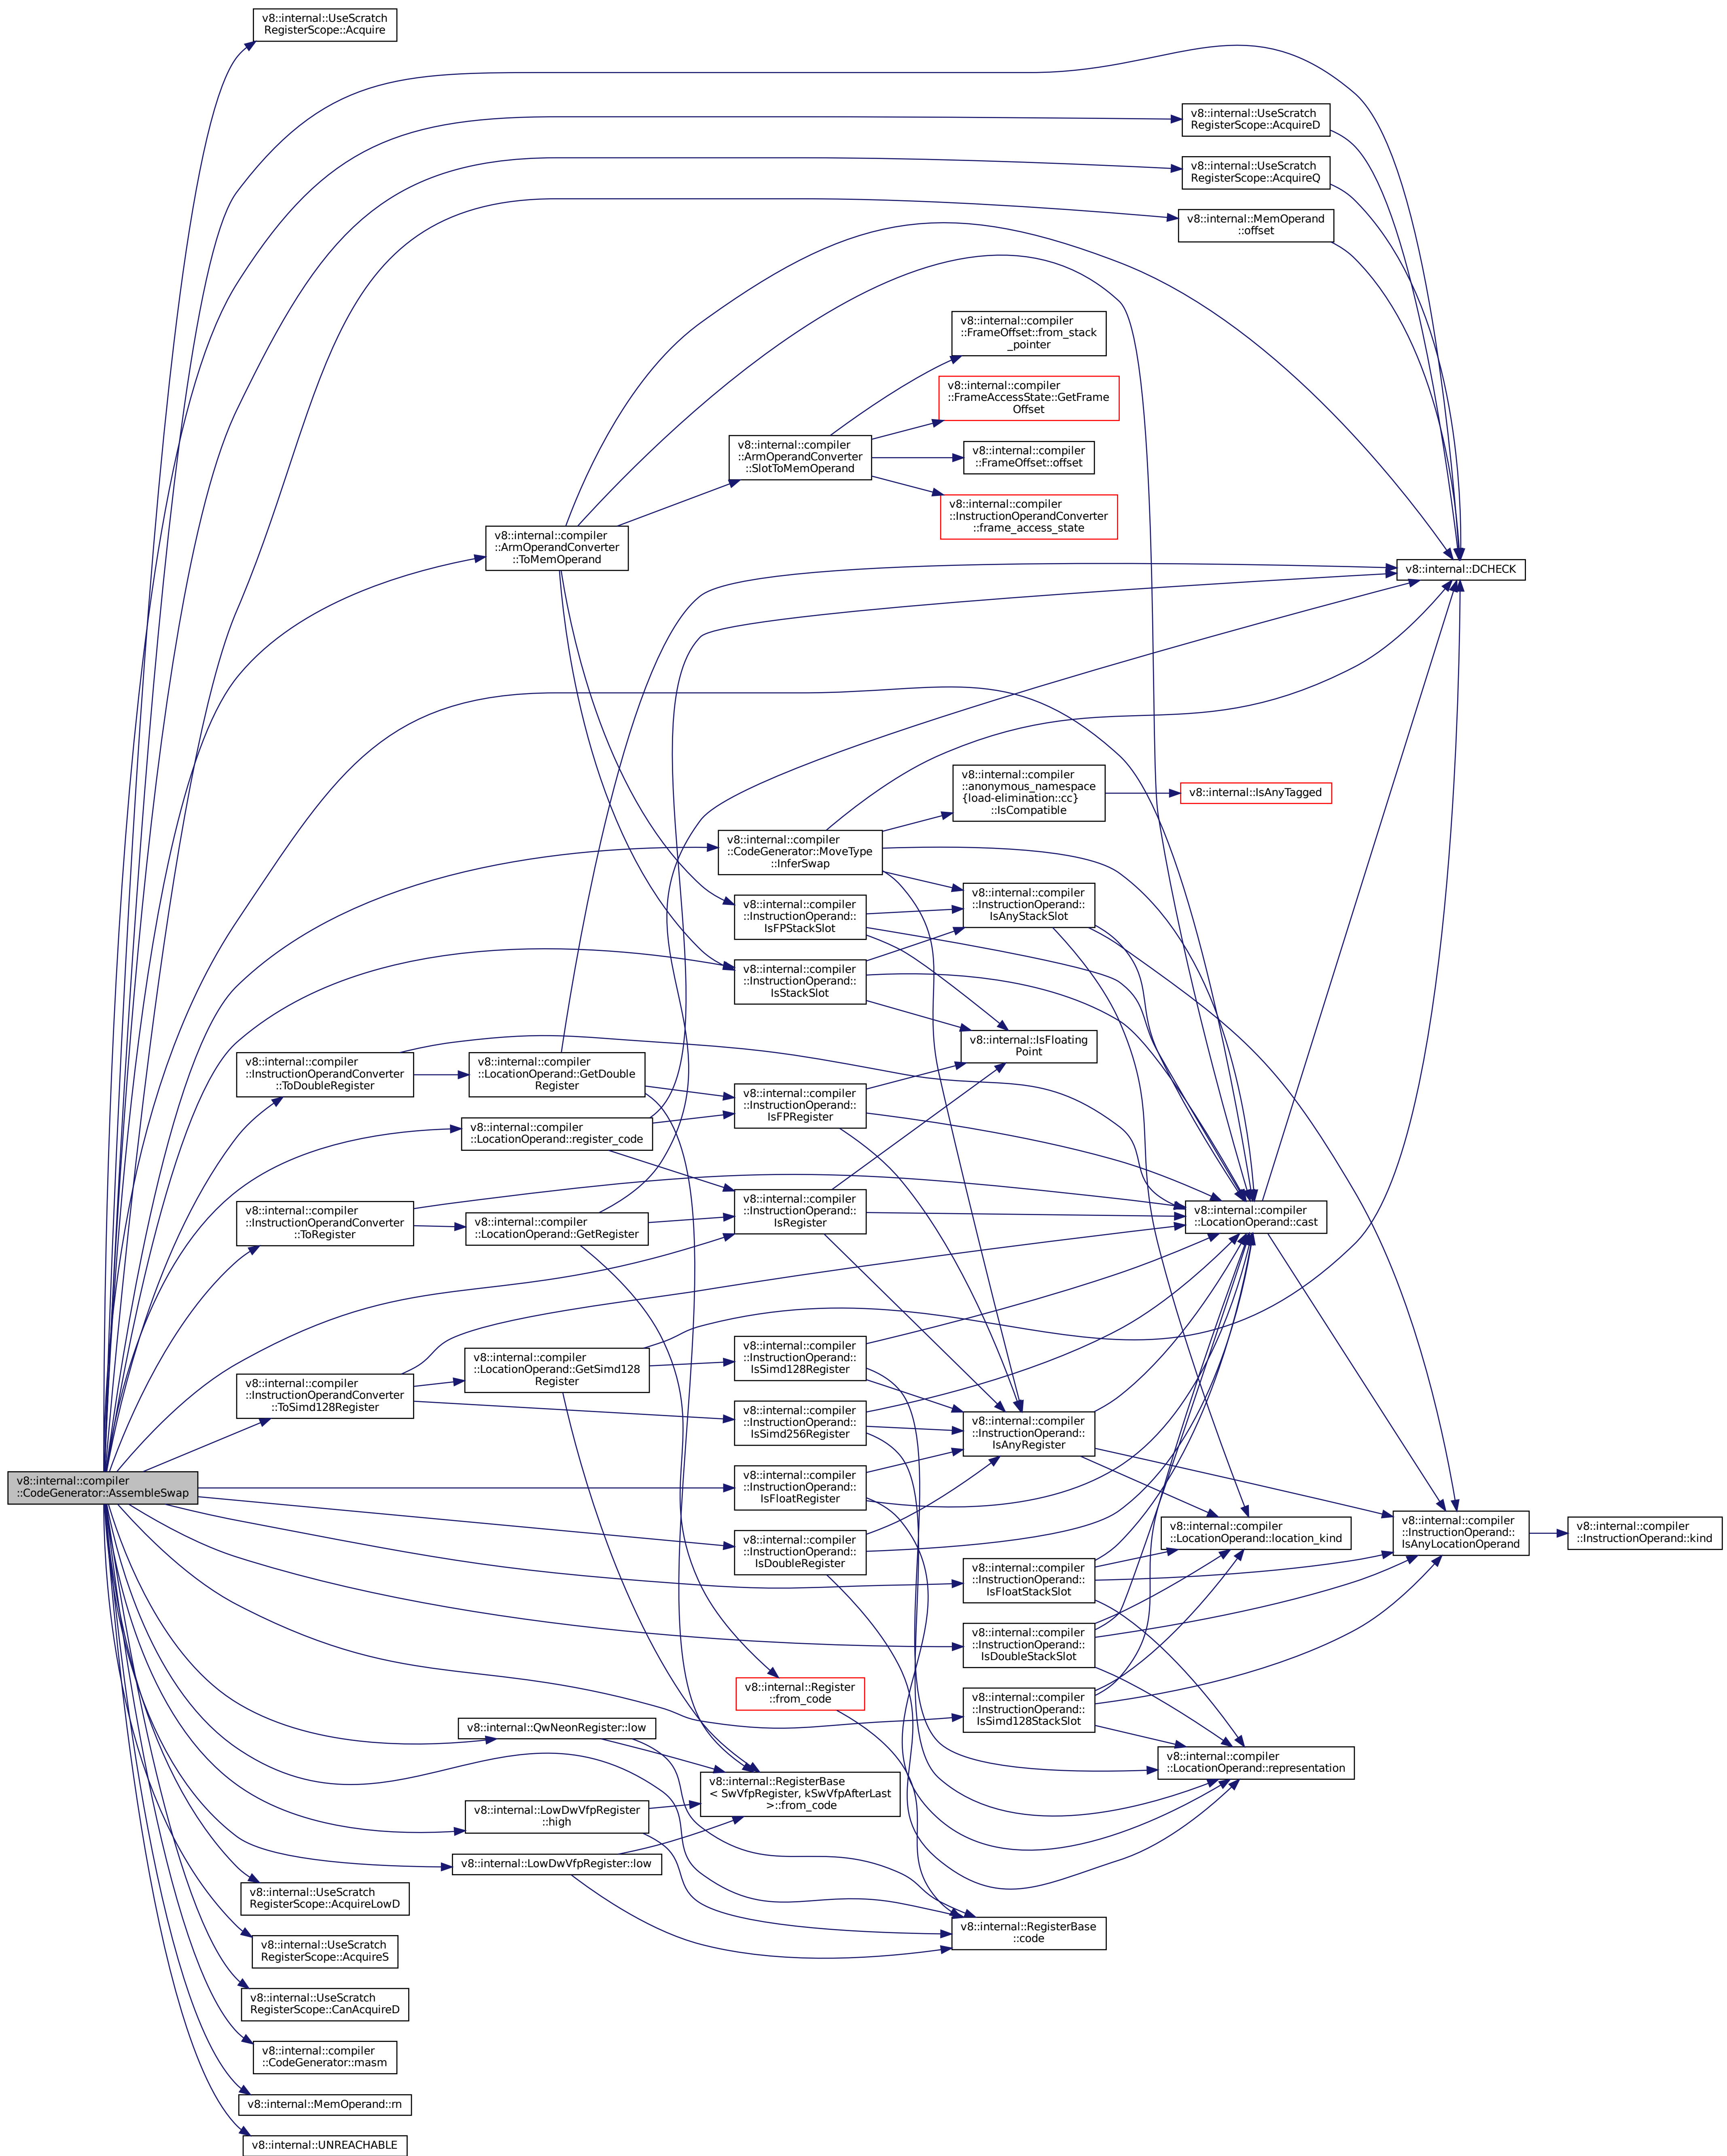 v8::internal::UseScratch
RegisterScope::Acquire
v8::internal::UseScratch
RegisterScope::AcquireD
v8::internal::UseScratch
RegisterScope::AcquireQ
v8::internal::MemOperand
::offset
v8::internal::compiler
::FrameOffset::from_stack
_pointer
v8::internal::compiler
::FrameAccessState::GetFrame
Offset
v8::internal::compiler
::ArmOperandConverter
::SlotToMemOperand
v8::internal::compiler
::FrameOffset::offset
v8::internal::compiler
::InstructionOperandConverter
::frame_access_state
v8::internal::compiler
::ArmOperandConverter
::ToMemOperand
v8::internal::DCHECK
v8::internal::compiler
::anonymous_namespace
{load-elimination::cc}
::IsCompatible
v8::internal::IsAnyTagged
v8::internal::compiler
::CodeGenerator::MoveType
::InferSwap
v8::internal::compiler
::InstructionOperand::
IsAnyStackSlot
v8::internal::compiler
::InstructionOperand::
IsFPStackSlot
v8::internal::compiler
::InstructionOperand::
IsStackSlot
v8::internal::IsFloating
Point
v8::internal::compiler
::InstructionOperandConverter
::ToDoubleRegister
v8::internal::compiler
::LocationOperand::GetDouble
Register
v8::internal::compiler
::InstructionOperand::
IsFPRegister
v8::internal::compiler
::LocationOperand::register_code
v8::internal::compiler
::InstructionOperand::
IsRegister
v8::internal::compiler
::LocationOperand::cast
v8::internal::compiler
::InstructionOperandConverter
::ToRegister
v8::internal::compiler
::LocationOperand::GetRegister
v8::internal::compiler
::InstructionOperand::
IsSimd128Register
v8::internal::compiler
::LocationOperand::GetSimd128
Register
v8::internal::compiler
::InstructionOperandConverter
::ToSimd128Register
v8::internal::compiler
::InstructionOperand::
IsSimd256Register
v8::internal::compiler
::InstructionOperand::
IsAnyRegister
v8::internal::compiler
::CodeGenerator::AssembleSwap
v8::internal::compiler
::InstructionOperand::
IsFloatRegister
v8::internal::compiler
::InstructionOperand::
IsDoubleRegister
v8::internal::compiler
::LocationOperand::location_kind
v8::internal::compiler
::InstructionOperand::
IsAnyLocationOperand
v8::internal::compiler
::InstructionOperand::kind
v8::internal::compiler
::InstructionOperand::
IsFloatStackSlot
v8::internal::compiler
::InstructionOperand::
IsDoubleStackSlot
v8::internal::Register
::from_code
v8::internal::compiler
::InstructionOperand::
IsSimd128StackSlot
v8::internal::QwNeonRegister::low
v8::internal::compiler
::LocationOperand::representation
v8::internal::RegisterBase
< SwVfpRegister, kSwVfpAfterLast
>::from_code
v8::internal::LowDwVfpRegister
::high
v8::internal::LowDwVfpRegister::low
v8::internal::UseScratch
RegisterScope::AcquireLowD
v8::internal::RegisterBase
::code
v8::internal::UseScratch
RegisterScope::AcquireS
v8::internal::UseScratch
RegisterScope::CanAcquireD
v8::internal::compiler
::CodeGenerator::masm
v8::internal::MemOperand::rn
v8::internal::UNREACHABLE